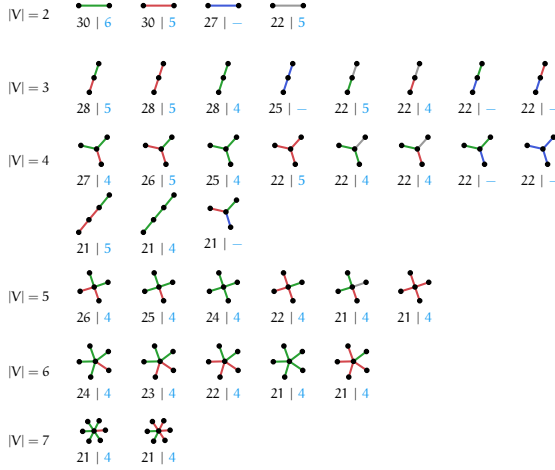 |V| = 2
30 | 6 30 | 5 27 | — 22 | 5
|V| = 3
28 | 5 28 | 5 28 | 4 25 | — 22 | 5 22 | 4 22 | — 22 | —
|V| = 4
27 | 4 26 | 5 25 | 4 22 | 5 22 | 4 22 | 4 22 | — 22 | —
21 | 5 21 | 4 21 | —
|V| = 5
26 | 4 25 | 4 24 | 4 22 | 4 21 | 4 21 | 4
|V| = 6
24 | 4 23 | 4 22 | 4 21 | 4 21 | 4
|V| = 7
21 | 4 21 | 4